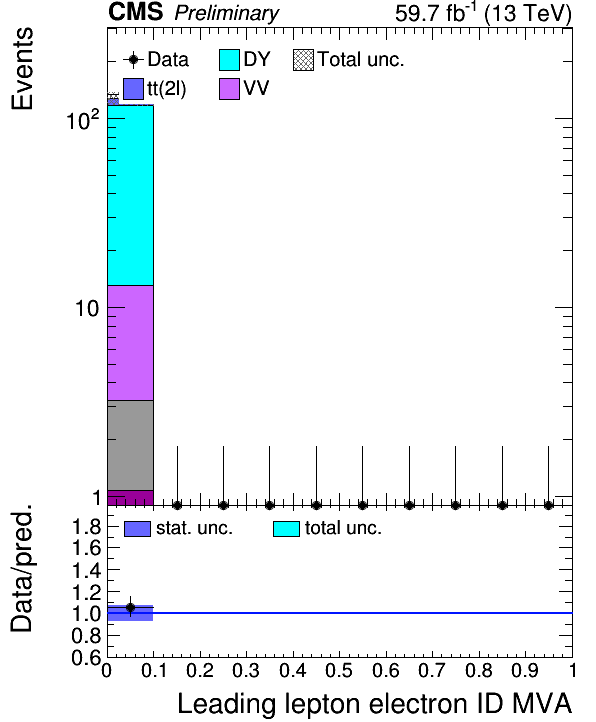 CMS Preliminary 59.7 fb⁻¹ (13 TeV)
Events
Data DY Total unc.
tt(2l) VV
10²
10
1
Data/pred.
stat. unc. total unc.
1.8
1.6
1.4
1.2
1.0
0.8
0.6
0 0.1 0.2 0.3 0.4 0.5 0.6 0.7 0.8 0.9 1
Leading lepton electron ID MVA